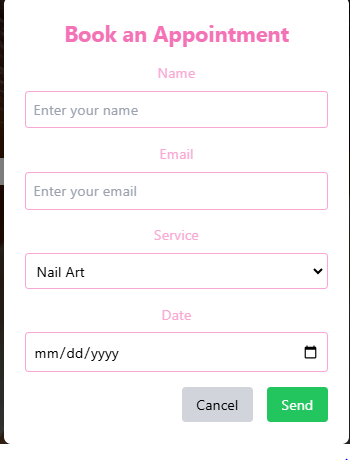 Book an Appointment
Name
Enter your name
Email
Enter your email
Service
Nail Art
Date
mm/dd/yyyy
Cancel Send